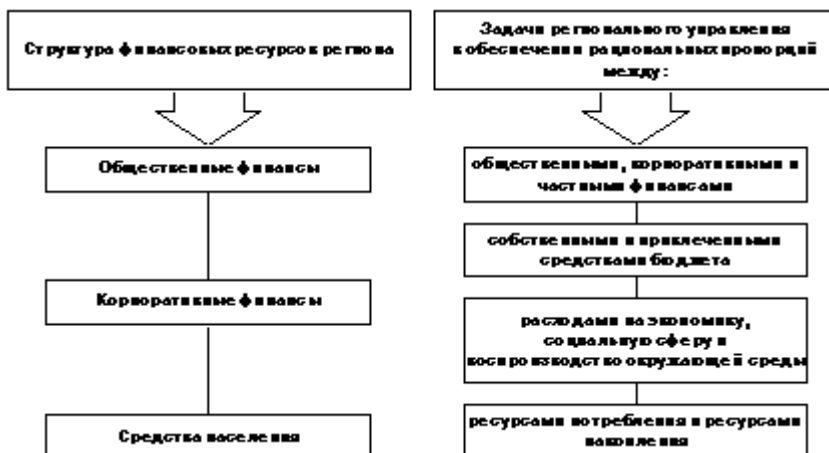 Структура финансовых ресурсов региона
Задачи регионального управления
в обеспечении рациональных пропорций
между:
Общественные финансы
общественными, корпоративными и
частными финансами
собственными и привлеченными
средствами бюджета
Корпоративные финансы
расходами на экономику,
социальную сферу и
воспроизводство окружающей среды
Средства населения
ресурсами потребления и ресурсами
накопления